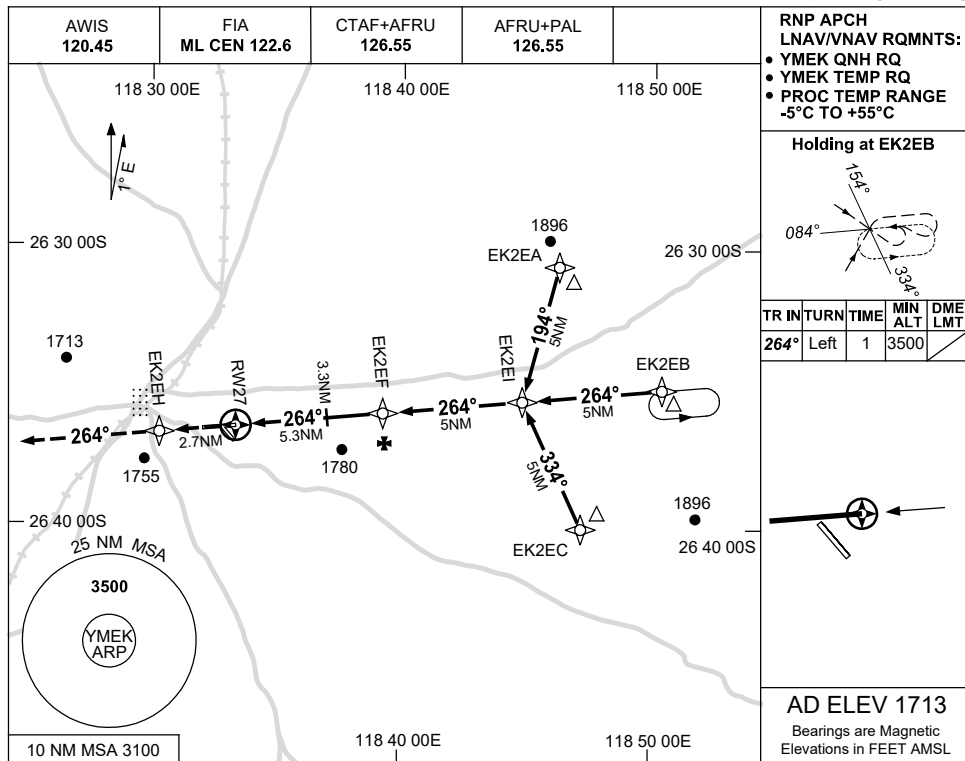 AWIS
120.45
FIA
ML CEN 122.6
CTAF+AFRU
126.55
AFRU+PAL
126.55
RNP APCH
LNAV/VNAV RQMNTS:
• YMEK QNH RQ
• YMEK TEMP RQ
• PROC TEMP RANGE
-5°C TO +55°C
118 30 00E
118 40 00E
118 50 00E
1° E
Holding at EK2EB
154°
084°
334°
TR IN TURN TIME MIN ALT DME LMT
264° Left 1 3500
26 30 00S
26 30 00S
1896
EK2EA
194°
5NM
1713
EK2EH
RW27
3.3NM
EK2EF
EK2EI
EK2EB
264°
2.7NM
264°
5.3NM
264°
5NM
264°
5NM
1755
1780
334°
5NM
1896
EK2EC
26 40 00S
26 40 00S
25 NM MSA
3500
YMEK
ARP
10 NM MSA 3100
118 40 00E
118 50 00E
AD ELEV 1713
Bearings are Magnetic
Elevations in FEET AMSL